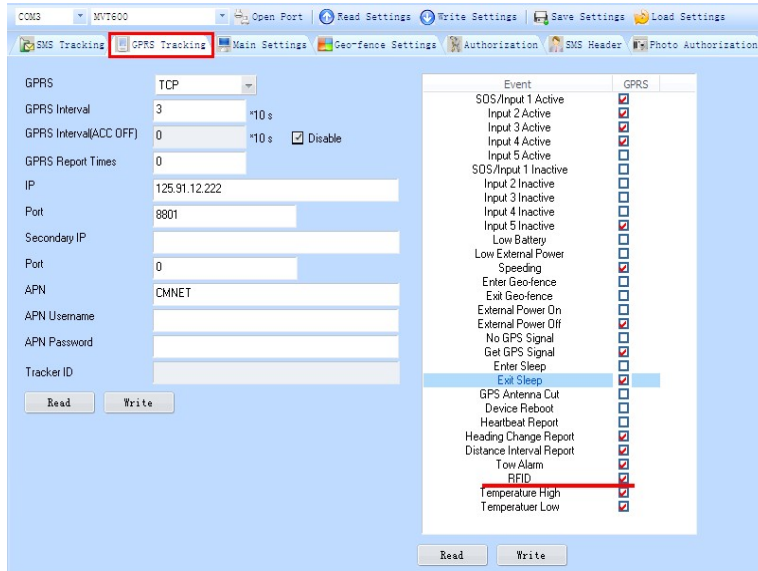 COM3 MVT600 Open Port Read Settings Write Settings Save Settings Load Settings
SMS Tracking GPRS Tracking Main Settings Geo-fence Settings Authorization SMS Header Photo Authorization
GPRS TCP
GPRS Interval 3 *10 s
GPRS Interval(ACC OFF) 0 *10 s Disable
GPRS Report Times 0
IP 125.91.12.222
Port 8801
Secondary IP
Port 0
APN CMNET
APN Username
APN Password
Tracker ID
Read Write
Event GPRS
SOS/Input 1 Active
Input 2 Active
Input 3 Active
Input 4 Active
Input 5 Active
SOS/Input 1 Inactive
Input 2 Inactive
Input 3 Inactive
Input 4 Inactive
Input 5 Inactive
Low Battery
Low External Power
Speeding
Enter Geo-fence
Exit Geo-fence
External Power On
External Power Off
No GPS Signal
Get GPS Signal
Enter Sleep
Exit Sleep
GPS Antenna Cut
Device Reboot
Heartbeat Report
Heading Change Report
Distance Interval Report
Tow Alarm
RFID
Temperature High
Temperatuer Low
Read Write